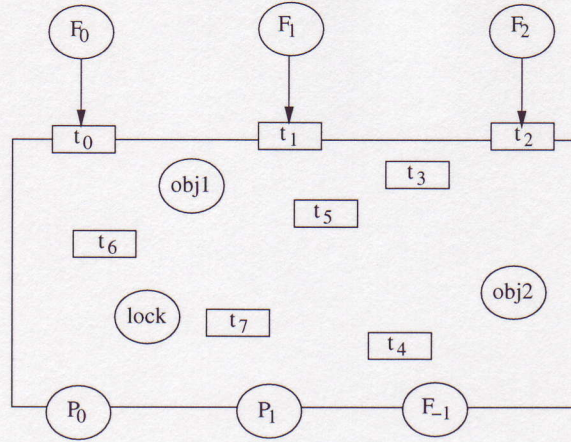 F₀ F₁ F₂
t₀ t₁ t₂
obj1 t₃
t₅
t₆
obj2
lock t₇
t₄
P₀ P₁ F₋₁